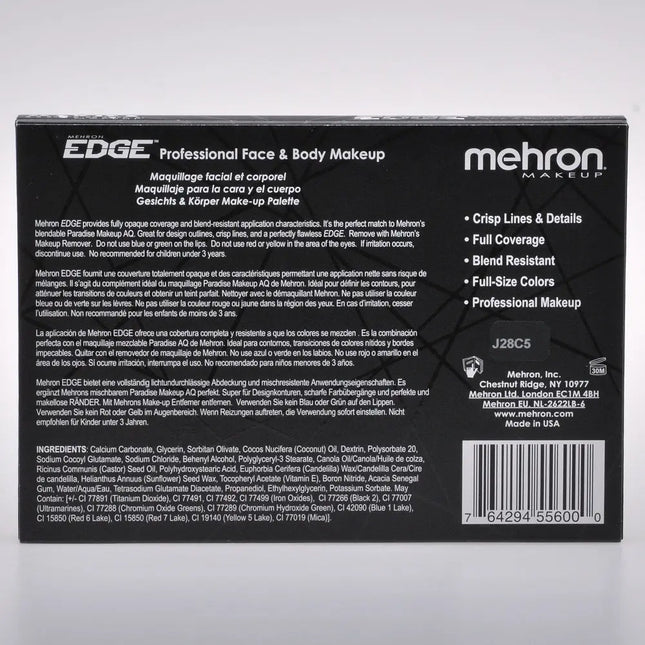 MEHRON
EDGE™ Professional Face & Body Makeup
Maquillage facial et corporel
Maquillaje para la cara y el cuerpo
Gesichts & Körper Make-up Palette
Mehron EDGE provides fully opaque coverage and blend-resistant application characteristics. It's the perfect match to Mehron's
blendable Paradise Makeup AQ. Great for design outlines, crisp lines, and a perfectly flawless EDGE. Remove with Mehron's
Makeup Remover. Do not use blue or green on the lips. Do not use red or yellow in the area of the eyes. If irritation occurs,
discontinue use. No recommended for children under 3 years.
Mehron EDGE fournit une couverture totalement opaque et des caractéristiques permettant une application nette sans risque de
mélanges. Il s'agit du complément idéal du maquillage Paradise Makeup AQ de Mehron. Idéal pour définir les contours, pour
atténuer les transitions de couleurs et obtenir un teint parfait. Nettoyer avec le démaquillant Mehron. Ne pas utiliser la couleur
bleue ou de verte sur les lèvres. Ne pas utiliser la couleur rouge ou jaune dans la région des yeux. En cas d'irritation, cesser
l'utilisation. Non recommandé pour les enfants de moins de 3 ans.
La aplicación de Mehron EDGE ofrece una cobertura completa y resistente a que los colores se mezclen . Es la combinación
perfecta con el maquillaje mezclable Paradise AQ de Mehron. Ideal para contornos, transiciones de colores nítidos y bordes
impecables. Quitar con el removedor de maquillaje de Mehron. No use azul o verde en los labios. No use rojo o amarillo en el
área de los ojos. Si ocurre irritación, interrumpa el uso. No recomendado para niños menores de 3 años.
Mehron EDGE bietet eine vollständig lichtundurchlässige Abdeckung und mischresistente Anwendungseigenschaften. Es
ergänzt Mehrons mischbarem Paradise Makeup AQ perfekt. Super für Designkonturen, scharfe Farbübergänge und perfekte und
makellose RÄNDER. Mit Mehrons Make-up Entferner entfernen. Verwenden Sie kein Blau oder Grün auf den Lippen.
Verwenden Sie kein Rot oder Gelb im Augenbereich. Wenn Reizungen auftreten, die Verwendung sofort einstellen. Nicht
empfohlen für Kinder unter 3 Jahren.
INGREDIENTS: Calcium Carbonate, Glycerin, Sorbitan Olivate, Cocos Nucifera (Coconut) Oil, Dextrin, Polysorbate 20,
Sodium Cocoyl Glutamate, Sodium Oleth Sulfate, Behenyl Alcohol, Polyglyceryl-3 Stearate, Canola Oil/Canola/Huile de colza,
Ricinus Communis (Castor) Seed Oil, Polyhydroxystearic Acid, Euphorbia Cerifera (Candelilla) Wax/Candelilla Cera/Cire
de candelilla, Helianthus Annuus (Sunflower) Seed Wax, Tocopheryl Acetate (Vitamin E), Boron Nitride, Acacia Senegal
Gum, Water/Aqua/Eau, Tetrasodium Glutamate Diacetate, Propanediol, Ethylhexylglycerin, Potassium Sorbate. May
Contain: [+/- CI 77891 (Titanium Dioxide), CI 77491, CI 77492, CI 77499 (Iron Oxides), CI 77266 (Black 2), CI 77007
(Ultramarines), CI 77288 (Chromium Oxide Greens), CI 77289 (Chromium Hydroxide Green), CI 42090 (Blue 1 Lake),
CI 15850 (Red 6 Lake), CI 15850 (Red 7 Lake), CI 19140 (Yellow 5 Lake), CI 77019 (Mica)].
mehron
MAKEUP
• Crisp Lines & Details
• Full Coverage
• Blend Resistant
• Full-Size Colors
• Professional Makeup
J28C5
30M
Mehron, Inc.
Chestnut Ridge, NY 10977
Mehron Ltd. London EC1M 4BH
Mehron EU, NL-2622LB-6
www.mehron.com
Made in USA
7 64294 55600 0